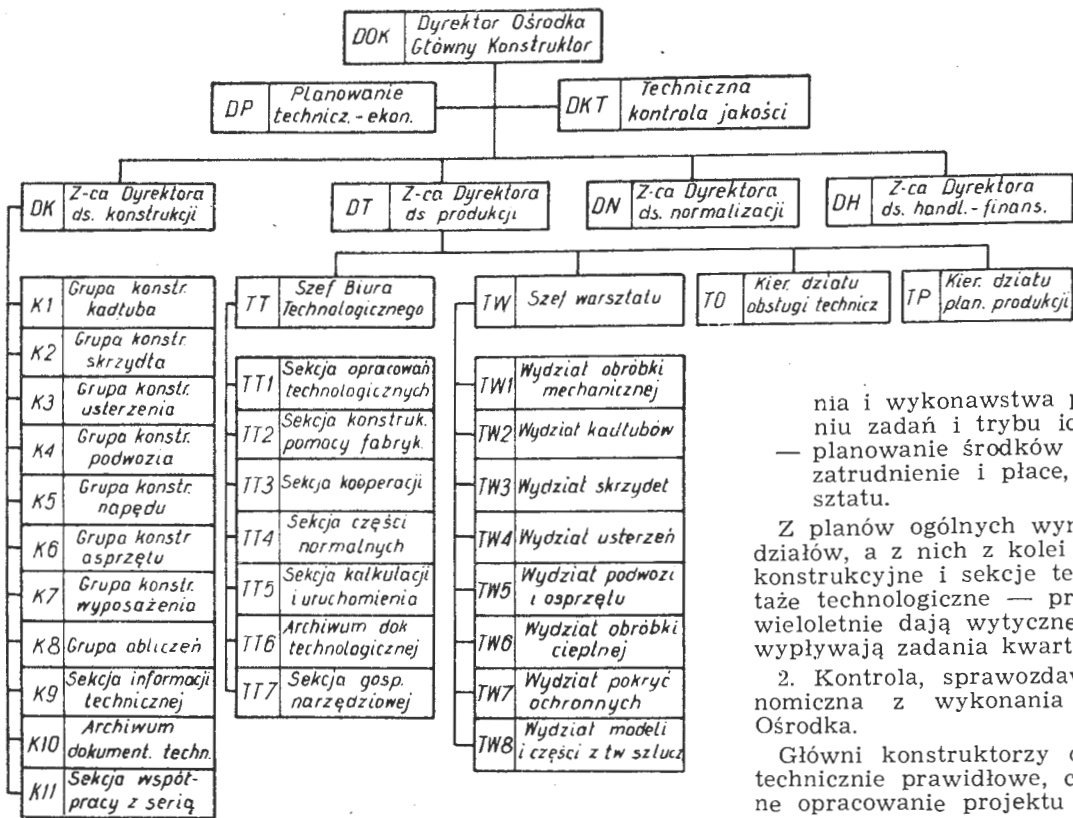 DOK
Dyrektor Ośrodka
Główny Konstruktor
DP
Planowanie
technicz.-ekon.
DKT
Techniczna
kontrola jakości
DK
Z-ca Dyrektora
ds. konstrukcji
DT
Z-ca Dyrektora
ds produkcji
DN
Z-ca Dyrektora
ds. normalizacji
DH
Z-ca Dyrektora
ds. handl.-finans.
K1
Grupa konstr.
kadłuba
K2
Grupa konstr.
skrzydła
K3
Grupa konstr.
usterzenia
K4
Grupa konstr.
podwozia
K5
Grupa konstr.
napędu
K6
Grupa konstr
osprzętu
K7
Grupa konstr.
wyposażenia
K8
Grupa obliczeń
K9
Sekcja informacji
technicznej
K10
Archiwum
dokument. techn.
K11
Sekcja współ-
pracy z serią
TT
Szef Biura
Technologicznego
TT1
Sekcja opracowań
technologicznych
TT2
Sekcja konstruk.
pomocy fabryk.
TT3
Sekcja kooperacji
TT4
Sekcja części
normalnych
TT5
Sekcja kalkulacji
i uruchomienia
TT6
Archiwum dok
technologicznej
TT7
Sekcja gosp.
narzędziowej
TW
Szef warsztatu
TW1
Wydział obróbki
mechanicznej
TW2
Wydział kadłubów
TW3
Wydział skrzydeł
TW4
Wydział usterzeń
TW5
Wydział podwozi
i osprzętu
TW6
Wydział obróbki
cieplnej
TW7
Wydział pokryć
ochronnych
TW8
Wydział modeli
i części z tw sztucz
TO
Kier. działu
obsługi technicz
TP
Kier. działu
plan. produkcji
nia i wykonawstwa p
niu zadań i trybu ic
— planowanie środków
zatrudnienie i płace,
sztatu.
Z planów ogólnych wyn
działów, a z nich z kolei
konstrukcyjne i sekcje te
taże technologiczne — pr
wieloletnie dają wytyczne
wypływają zadania kwart
2. Kontrola, sprawozdav
nomiczna z wykonania
Ośrodka.
Główni konstruktorzy o
technicznie prawidłowe, c
ne opracowanie projektu